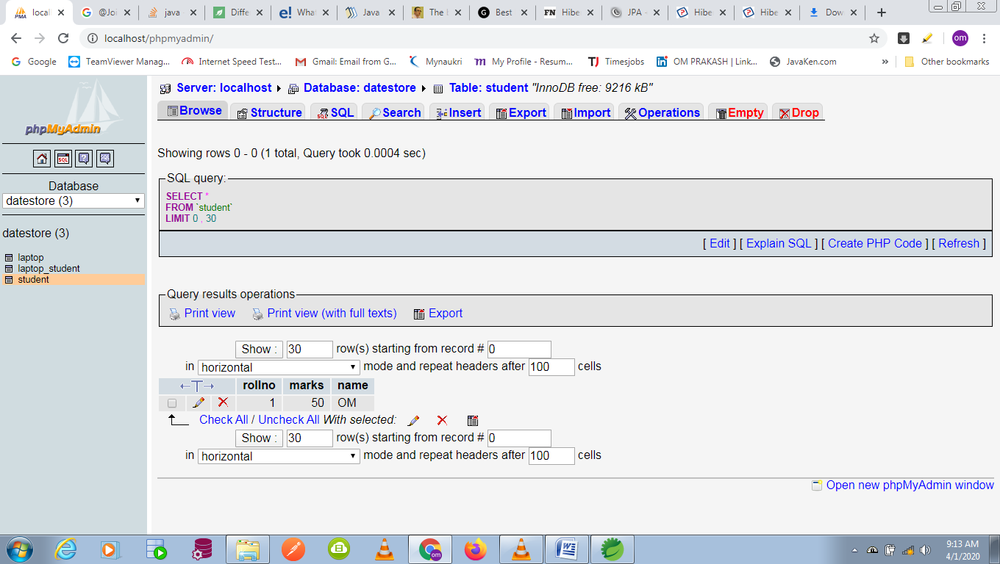 local
@Joi
java
Diffe
Wha
Java
The I
Best
FN Hibe
JPA -
Hibe
Hibe
Dow
localhost/phpmyadmin/
om
Google
TeamViewer Manag...
Internet Speed Test...
Gmail: Email from G...
Mynaukri
My Profile - Resum...
TJ Timesjobs
OM PRAKASH | Link...
JavaKen.com
»
Other bookmarks
phpMyAdmin
Database
datestore (3)
datestore (3)
laptop
laptop_student
student
Server: localhost Database: datestore Table: student "InnoDB free: 9216 kB"
Browse Structure SQL Search Insert Export Import Operations Empty Drop
Showing rows 0 - 0 (1 total, Query took 0.0004 sec)
SQL query:
SELECT *
FROM `student`
LIMIT 0 , 30
[ Edit ] [ Explain SQL ] [ Create PHP Code ] [ Refresh ]
Query results operations
Print view Print view (with full texts) Export
Show : 30 row(s) starting from record # 0
in horizontal mode and repeat headers after 100 cells
←T→ rollno marks name
1 50 OM
Check All / Uncheck All With selected:
Show : 30 row(s) starting from record # 0
in horizontal mode and repeat headers after 100 cells
Open new phpMyAdmin window
9:13 AM
4/1/2020